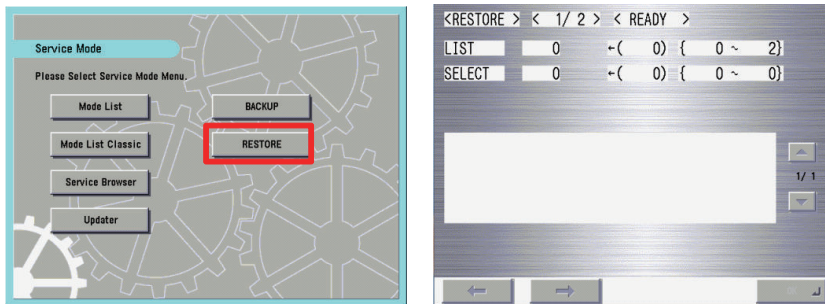 Service Mode
Please Select Service Mode Menu.
Mode List
BACKUP
Mode List Classic
RESTORE
Service Browser
Updater
<RESTORE > < 1/ 2 > < READY >
LIST 0 ←( 0) { 0 ~ 2}
SELECT 0 ←( 0) { 0 ~ 0}
1/ 1